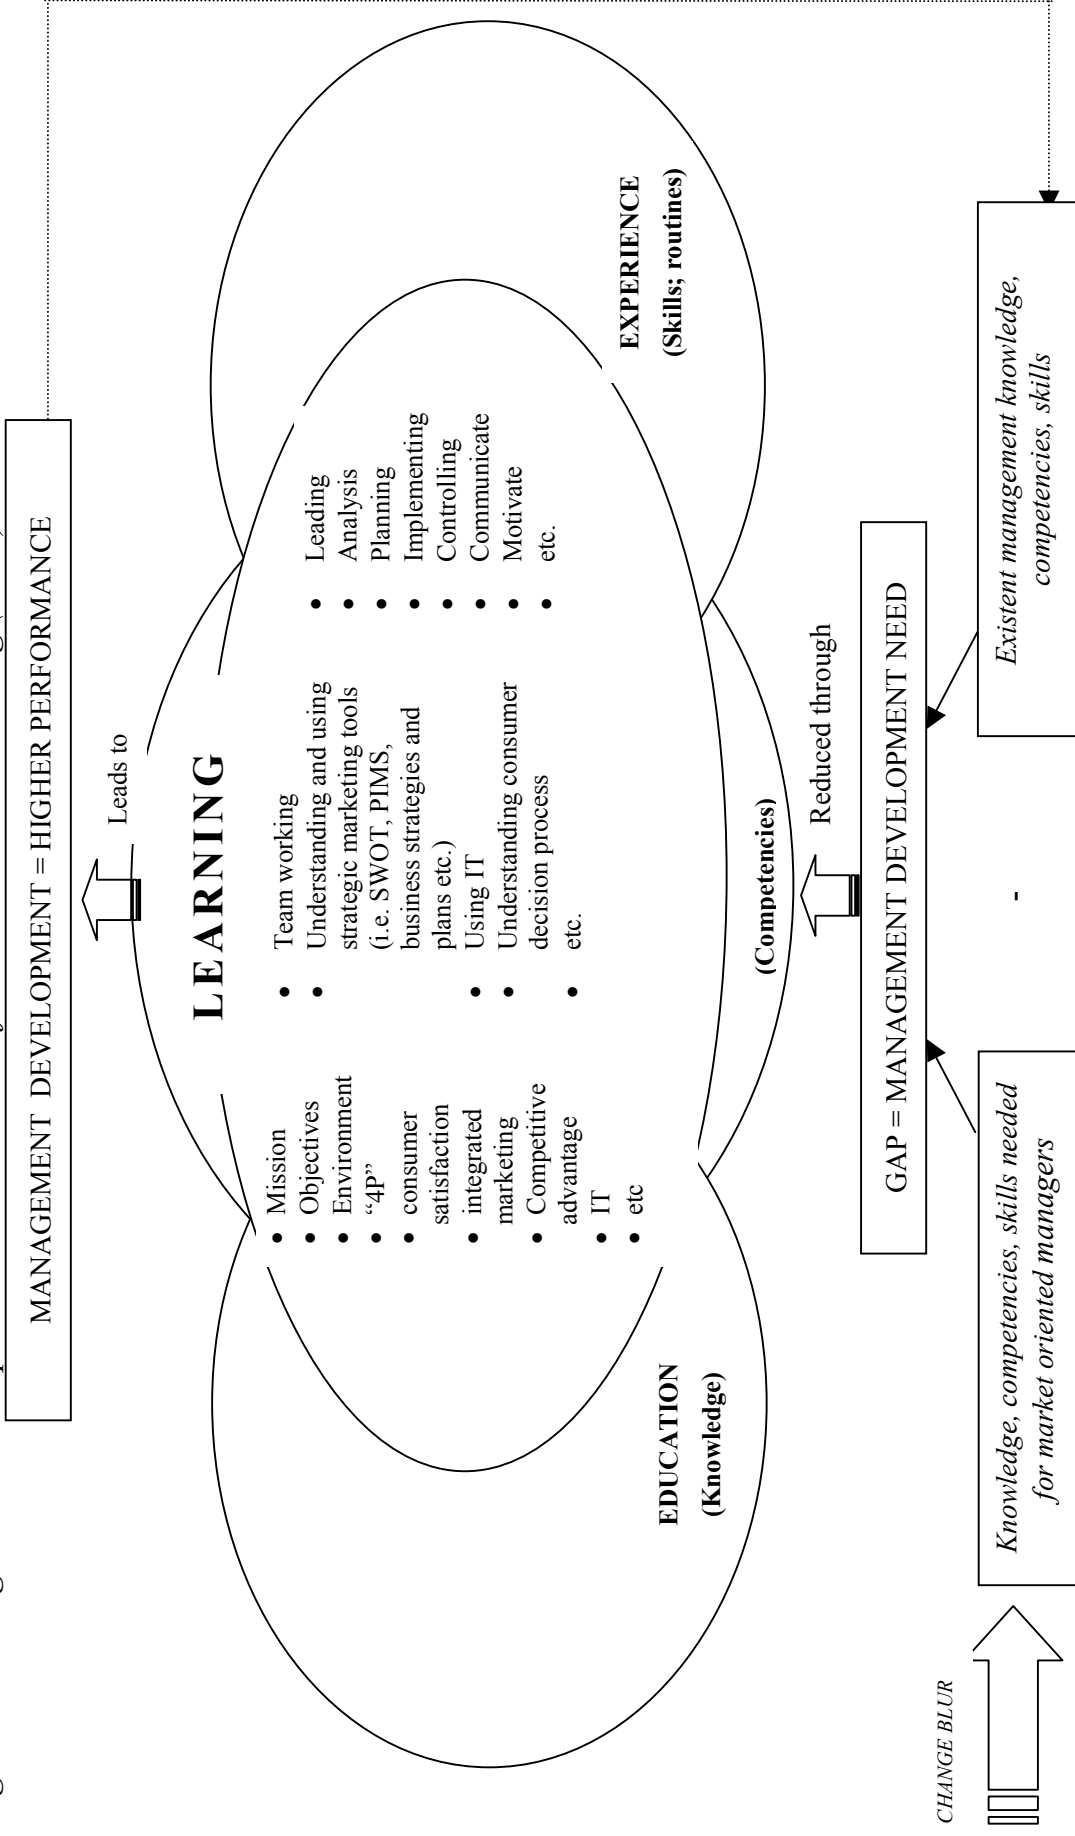 MANAGEMENT DEVELOPMENT = HIGHER PERFORMANCE
Leads to
LEARNING
• Mission
• Objectives
• Environment
• “4P”
• consumer
satisfaction
• integrated
marketing
• Competitive
advantage
• IT
• etc
• Team working
• Understanding and using
strategic marketing tools
(i.e. SWOT, PIMS,
business strategies and
plans etc.)
• Using IT
• Understanding consumer
decision process
• etc.
• Leading
• Analysis
• Planning
• Implementing
• Controlling
• Communicate
• Motivate
• etc.
EDUCATION
(Knowledge)
(Competencies)
EXPERIENCE
(Skills; routines)
Reduced through
GAP = MANAGEMENT DEVELOPMENT NEED
CHANGE BLUR
Knowledge, competencies, skills needed
for market oriented managers
-
Existent management knowledge,
competencies, skills